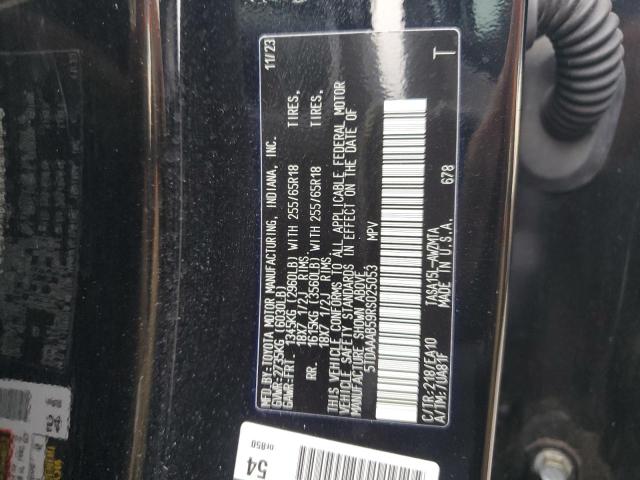 MFD BY: TOYOTA MOTOR MANUFACTURING, INDIANA, INC. 11/23
GVWR-2735KG (6030LB)
GAWR-FRT. 1345KG (2960LB) WITH 255/65R18 TIRES,
18X7 1/2J RIMS,
RR. 1615KG (3560LB) WITH 255/65R18 TIRES,
18X7 1/2J RIMS,
THIS VEHICLE CONFORMS TO ALL APPLICABLE FEDERAL MOTOR
VEHICLE SAFETY STANDARDS IN EFFECT ON THE DATE OF
MANUFACTURE SHOWN ABOVE.
5TDAAAB59RS025053 MPV
C/TR:218/EA10 TASA15L-AWZMTA
A/TM:-/UA81F MADE IN U.S.A. 678 T
54
0r850